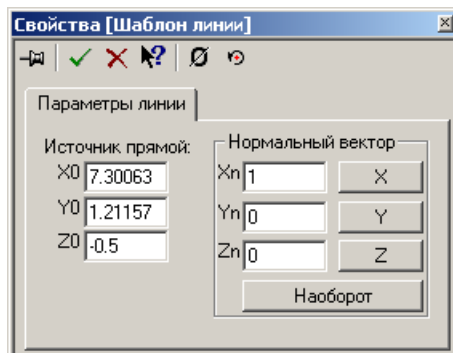 Свойства [Шаблон линии]
Параметры линии
Источник прямой:
X0 7.30063
Y0 1.21157
Z0 -0.5
Нормальный вектор
Xn 1 X
Yn 0 Y
Zn 0 Z
Наоборот